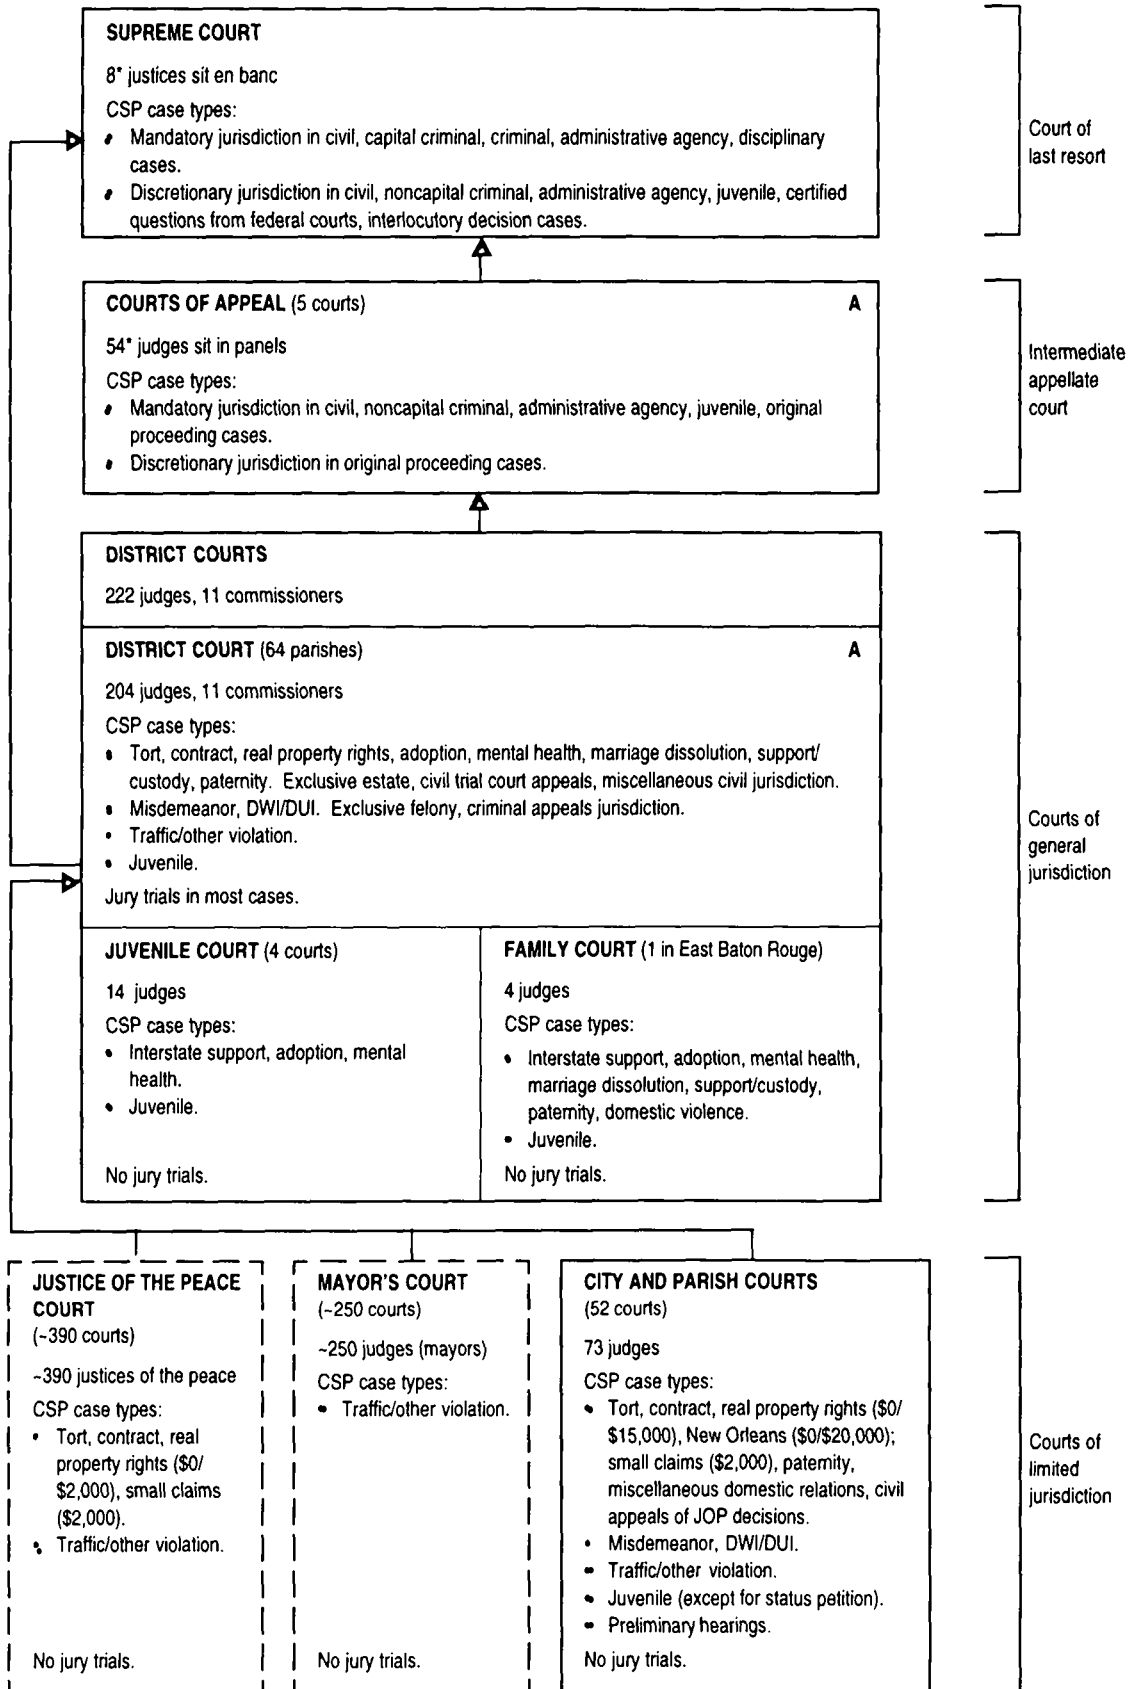 SUPREME COURT
8* justices sit en banc
CSP case types:
• Mandatory jurisdiction in civil, capital criminal, criminal, administrative agency, disciplinary
cases.
• Discretionary jurisdiction in civil, noncapital criminal, administrative agency, juvenile, certified
questions from federal courts, interlocutory decision cases.
Court of
last resort
COURTS OF APPEAL (5 courts) A
54* judges sit in panels
CSP case types:
• Mandatory jurisdiction in civil, noncapital criminal, administrative agency, juvenile, original
proceeding cases.
• Discretionary jurisdiction in original proceeding cases.
Intermediate
appellate
court
DISTRICT COURTS
222 judges, 11 commissioners
DISTRICT COURT (64 parishes) A
204 judges, 11 commissioners
CSP case types:
• Tort, contract, real property rights, adoption, mental health, marriage dissolution, support/
custody, paternity. Exclusive estate, civil trial court appeals, miscellaneous civil jurisdiction.
• Misdemeanor, DWI/DUI. Exclusive felony, criminal appeals jurisdiction.
• Traffic/other violation.
• Juvenile.
Jury trials in most cases.
JUVENILE COURT (4 courts)
14 judges
CSP case types:
• Interstate support, adoption, mental
health.
• Juvenile.
No jury trials.
FAMILY COURT (1 in East Baton Rouge)
4 judges
CSP case types:
• Interstate support, adoption, mental health,
marriage dissolution, support/custody,
paternity, domestic violence.
• Juvenile.
No jury trials.
Courts of
general
jurisdiction
JUSTICE OF THE PEACE
COURT
(~390 courts)
~390 justices of the peace
CSP case types:
• Tort, contract, real
property rights ($0/
$2,000), small claims
($2,000).
• Traffic/other violation.
No jury trials.
MAYOR'S COURT
(~250 courts)
~250 judges (mayors)
CSP case types:
• Traffic/other violation.
No jury trials.
CITY AND PARISH COURTS
(52 courts)
73 judges
CSP case types:
• Tort, contract, real property rights ($0/
$15,000), New Orleans ($0/$20,000);
small claims ($2,000), paternity,
miscellaneous domestic relations, civil
appeals of JOP decisions.
• Misdemeanor, DWI/DUI.
• Traffic/other violation.
• Juvenile (except for status petition).
• Preliminary hearings.
No jury trials.
Courts of
limited
jurisdiction